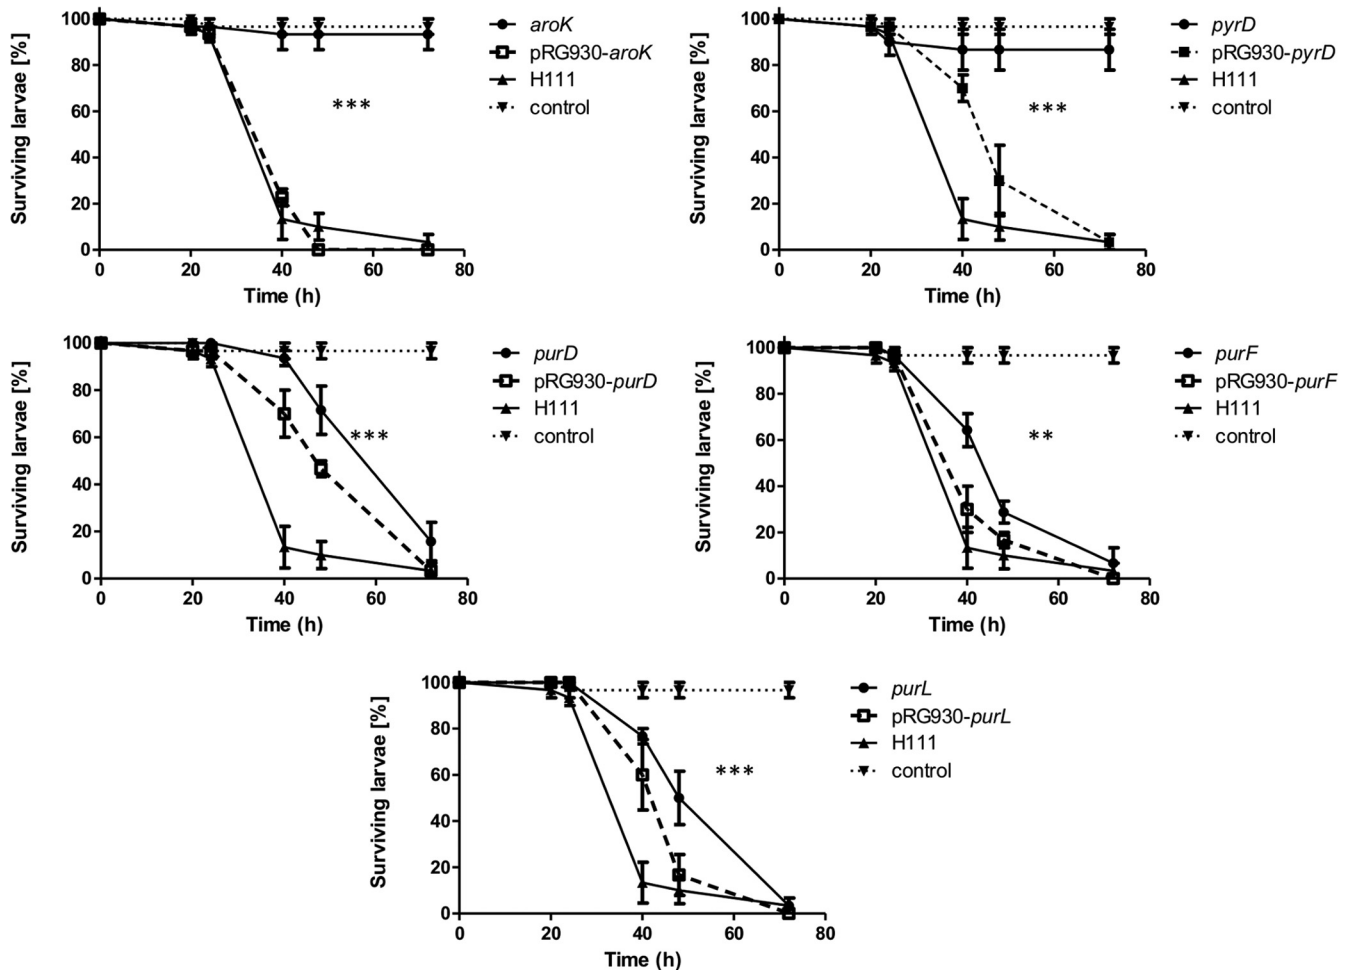 Surviving larvae [%]
100
80
60
40
20
0
0 20 40 60 80
Time (h)
***
aroK
pRG930-aroK
H111
control
Surviving larvae [%]
100
80
60
40
20
0
0 20 40 60 80
Time (h)
***
pyrD
pRG930-pyrD
H111
control
Surviving larvae [%]
100
80
60
40
20
0
0 20 40 60 80
Time (h)
***
purD
pRG930-purD
H111
control
Surviving larvae [%]
100
80
60
40
20
0
0 20 40 60 80
Time (h)
**
purF
pRG930-purF
H111
control
Surviving larvae [%]
100
80
60
40
20
0
0 20 40 60 80
Time (h)
***
purL
pRG930-purL
H111
control